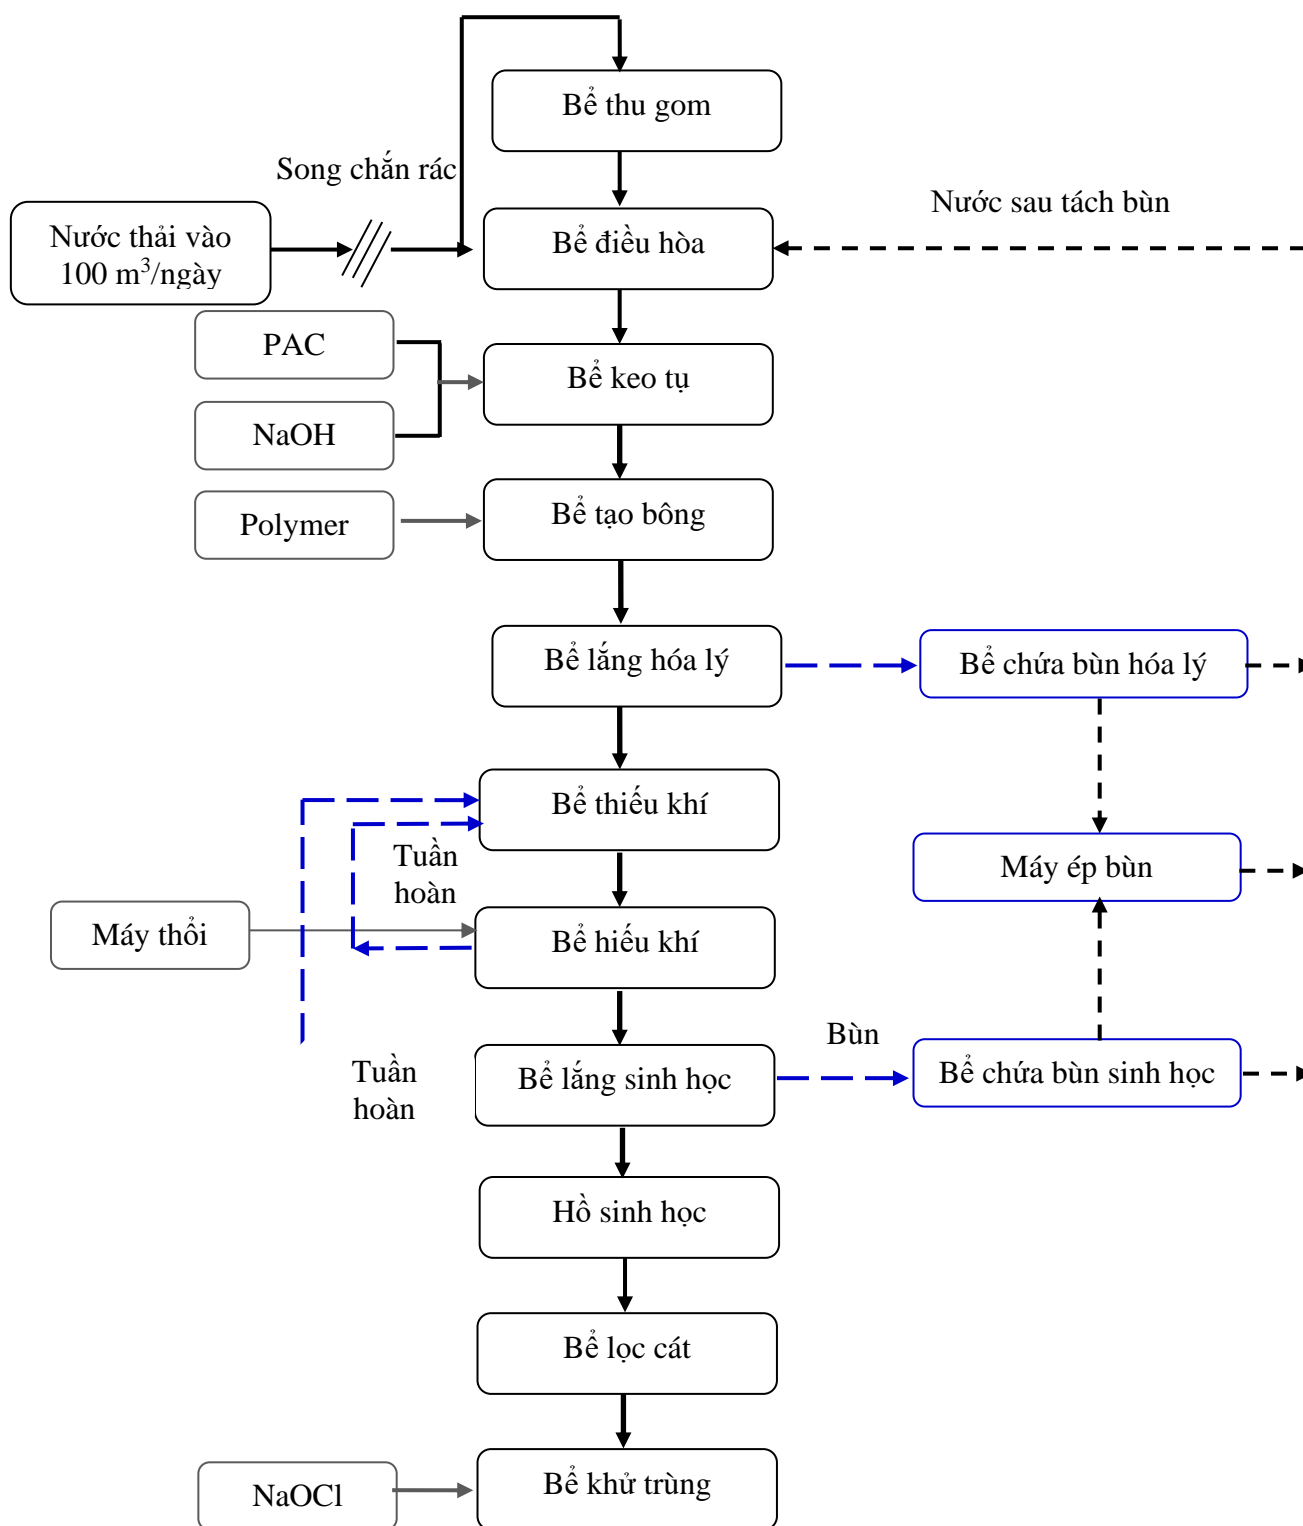 Bể thu gom
Song chắn rác
Nước thải vào
100 m³/ngày
Bể điều hòa
Nước sau tách bùn
PAC
Bể keo tụ
NaOH
Polymer
Bể tạo bông
Bể lắng hóa lý
Bể chứa bùn hóa lý
Bể thiếu khí
Tuần
hoàn
Máy ép bùn
Máy thổi
Bể hiếu khí
Bùn
Tuần
hoàn
Bể lắng sinh học
Bể chứa bùn sinh học
Hồ sinh học
Bể lọc cát
NaOCl
Bể khử trùng